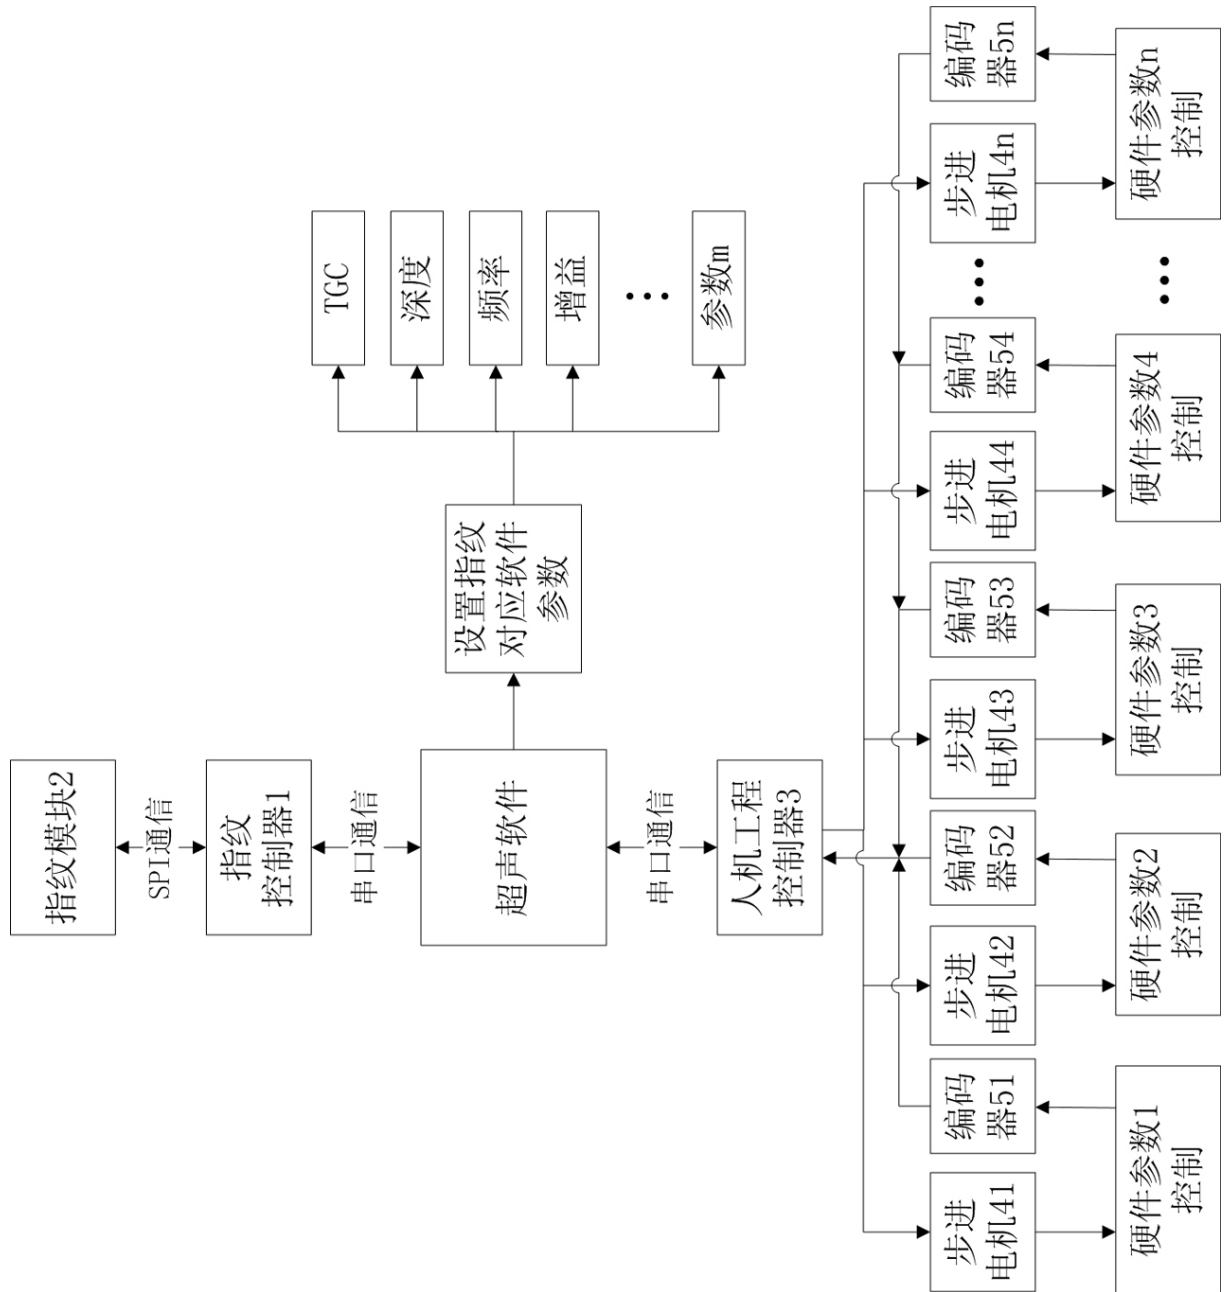 指纹模块2
SPI通信
指纹
控制器1
串口通信
超声软件
设置指纹
对应软件
参数
TGC
深度
频率
增益
•••
参数m
串口通信
人机工程
控制器3
步进
电机41
编码
器51
步进
电机42
编码
器52
步进
电机43
编码
器53
步进
电机44
编码
器54
•••
步进
电机4n
编码
器5n
硬件参数1
控制
硬件参数2
控制
硬件参数3
控制
硬件参数4
控制
•••
硬件参数n
控制